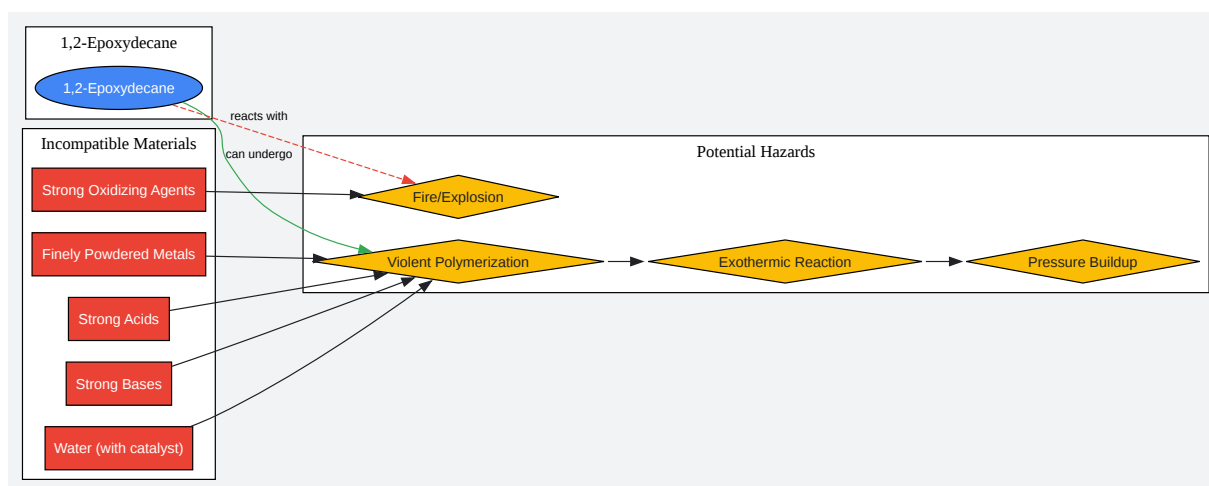 1,2-Epoxydecane
1,2-Epoxydecane
reacts with
can undergo
Incompatible Materials
Strong Oxidizing Agents
Finely Powdered Metals
Strong Acids
Strong Bases
Water (with catalyst)
Potential Hazards
Fire/Explosion
Violent Polymerization
Exothermic Reaction
Pressure Buildup